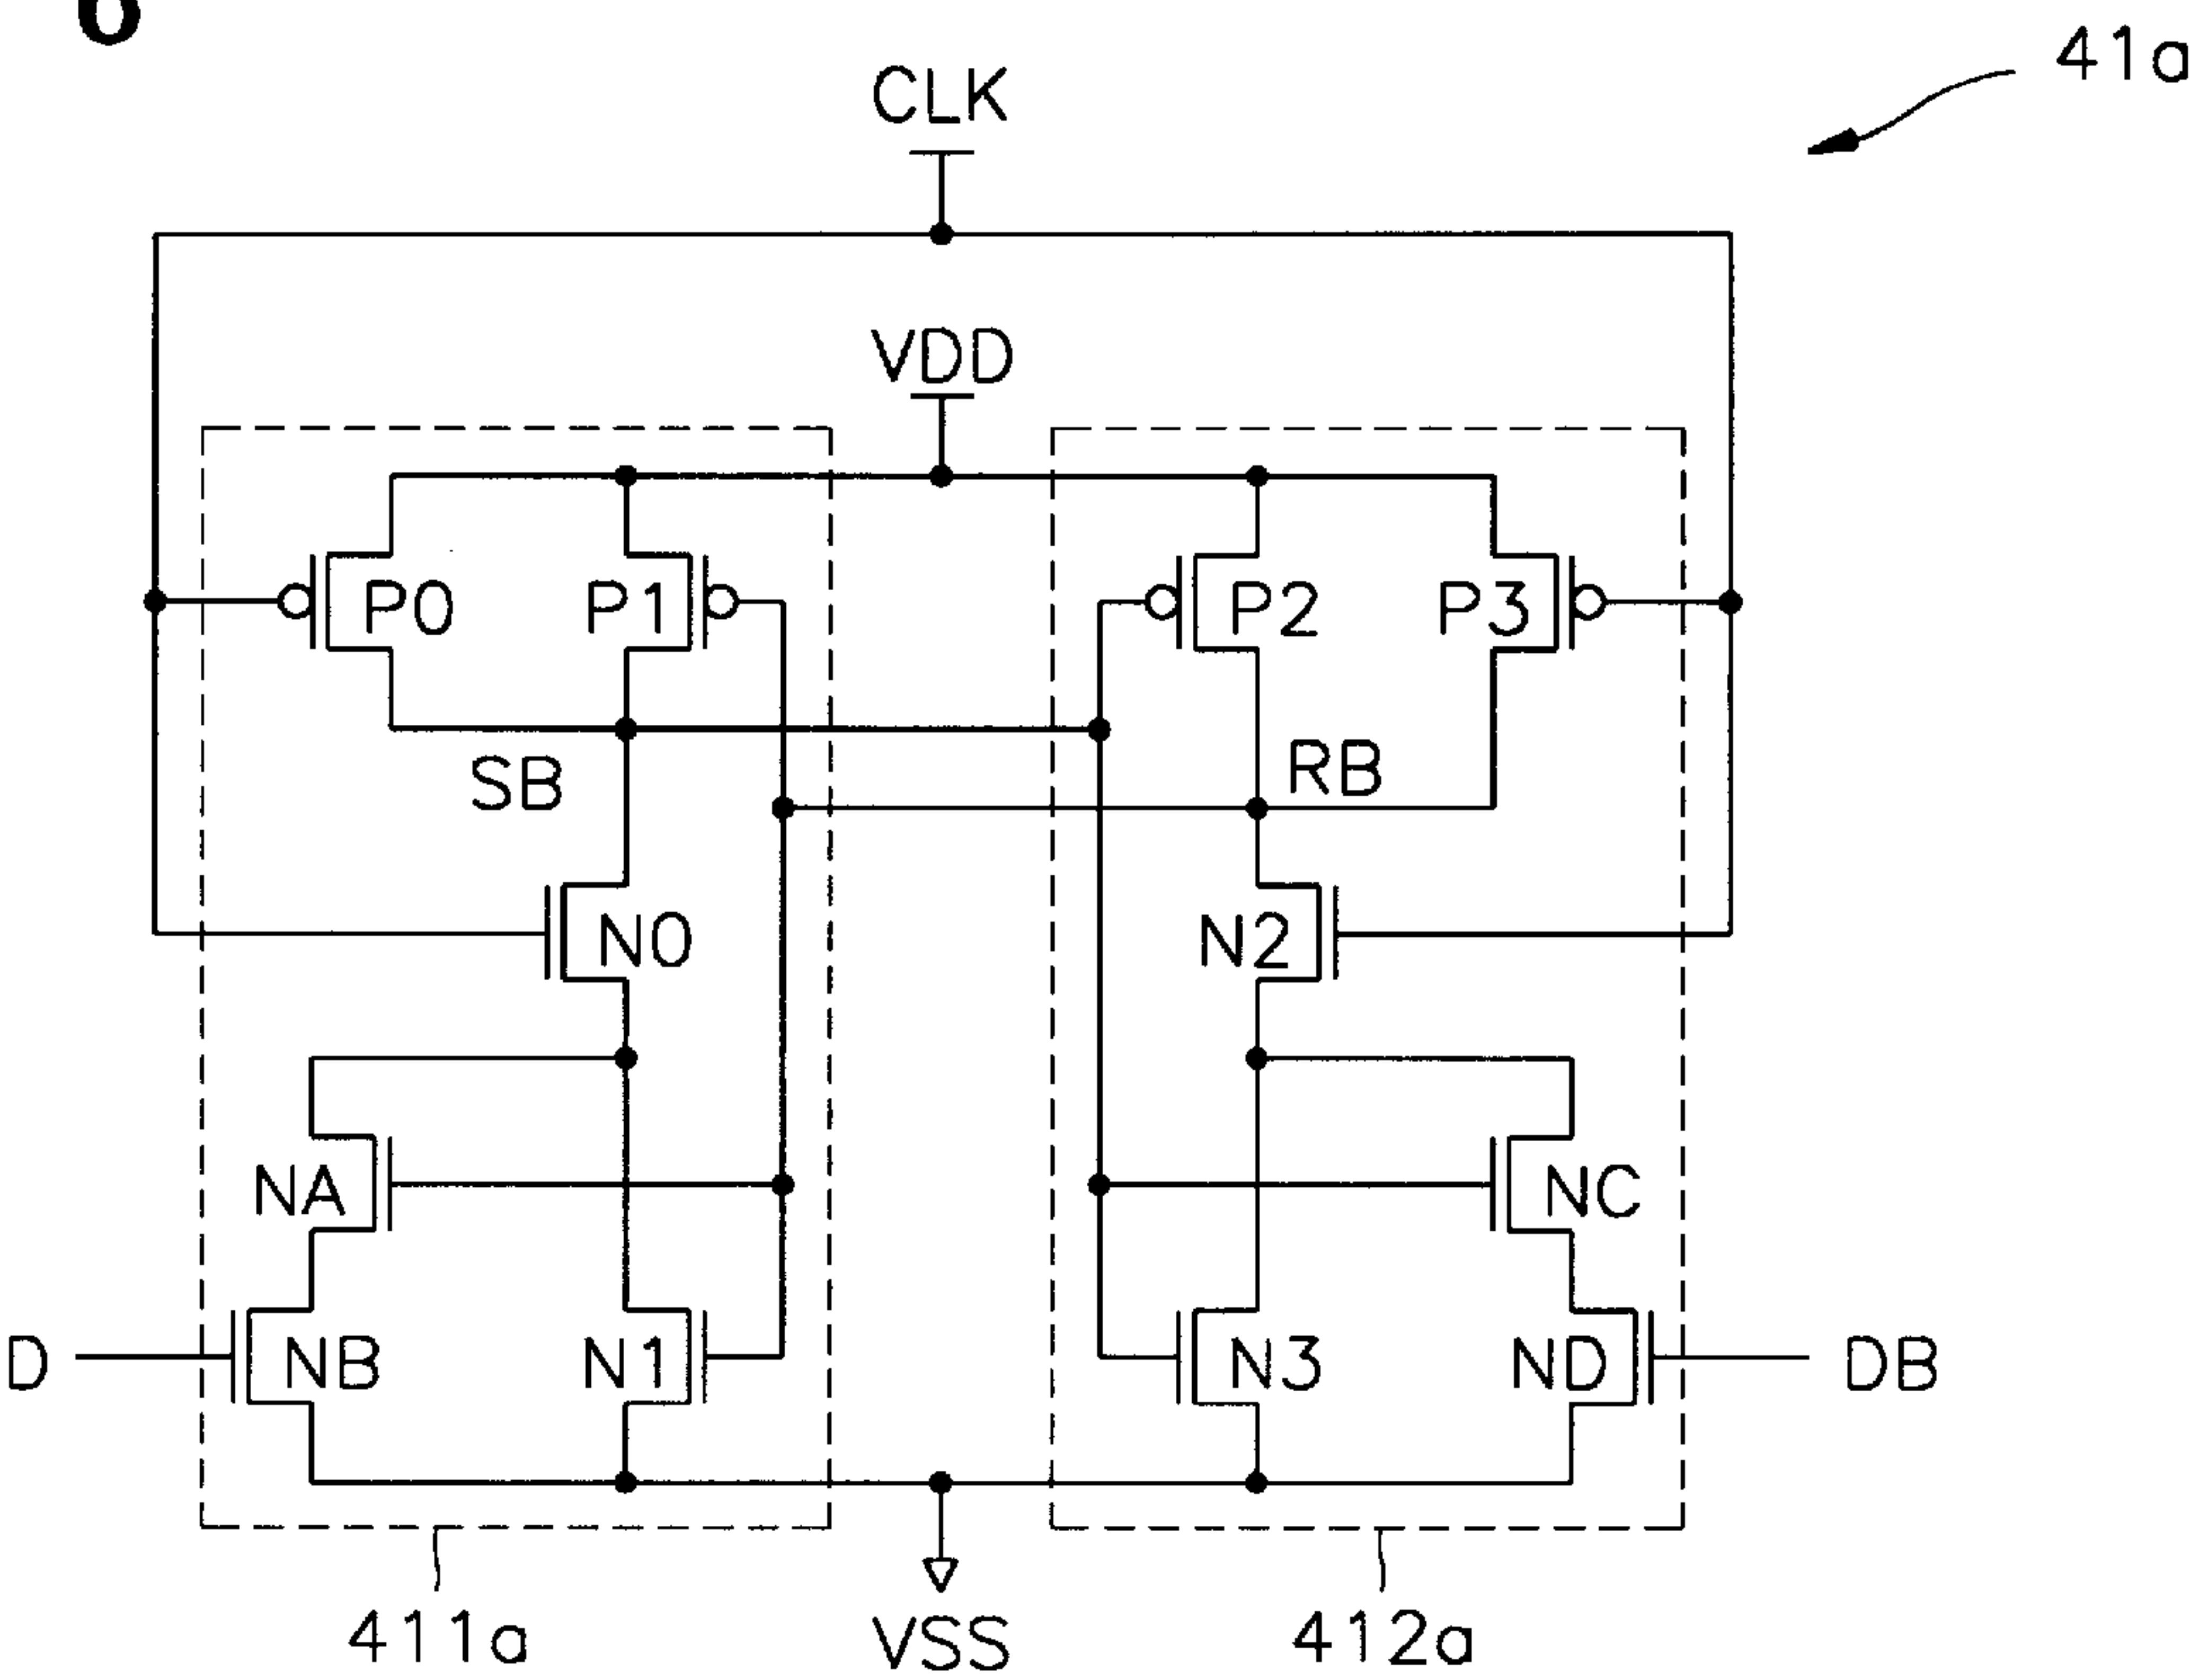 41a
CLK
VDD
P0 P1 P2 P3
SB RB
N0 N2
NA NC
D NB N1 N3 ND DB
411a VSS 412a